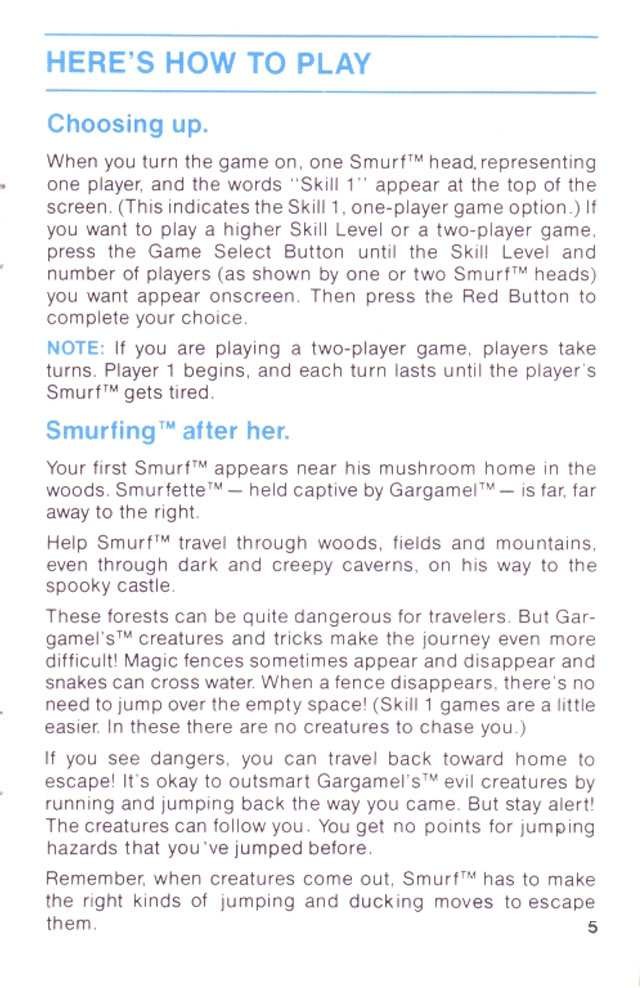 HERE'S HOW TO PLAY
Choosing up.
When you turn the game on, one Smurf™ head, representing
one player, and the words "Skill 1" appear at the top of the
screen. (This indicates the Skill 1, one-player game option.) If
you want to play a higher Skill Level or a two-player game,
press the Game Select Button until the Skill Level and
number of players (as shown by one or two Smurf™ heads)
you want appear onscreen. Then press the Red Button to
complete your choice.
NOTE: If you are playing a two-player game, players take
turns. Player 1 begins, and each turn lasts until the player's
Smurf™ gets tired.
Smurfing™ after her.
Your first Smurf™ appears near his mushroom home in the
woods. Smurfette™ — held captive by Gargamel™ — is far, far
away to the right.
Help Smurf™ travel through woods, fields and mountains,
even through dark and creepy caverns, on his way to the
spooky castle.
These forests can be quite dangerous for travelers. But Gar-
gamel's™ creatures and tricks make the journey even more
difficult! Magic fences sometimes appear and disappear and
snakes can cross water. When a fence disappears, there's no
need to jump over the empty space! (Skill 1 games are a little
easier. In these there are no creatures to chase you.)
If you see dangers, you can travel back toward home to
escape! It's okay to outsmart Gargamel's™ evil creatures by
running and jumping back the way you came. But stay alert!
The creatures can follow you. You get no points for jumping
hazards that you've jumped before.
Remember, when creatures come out, Smurf™ has to make
the right kinds of jumping and ducking moves to escape
them.
5